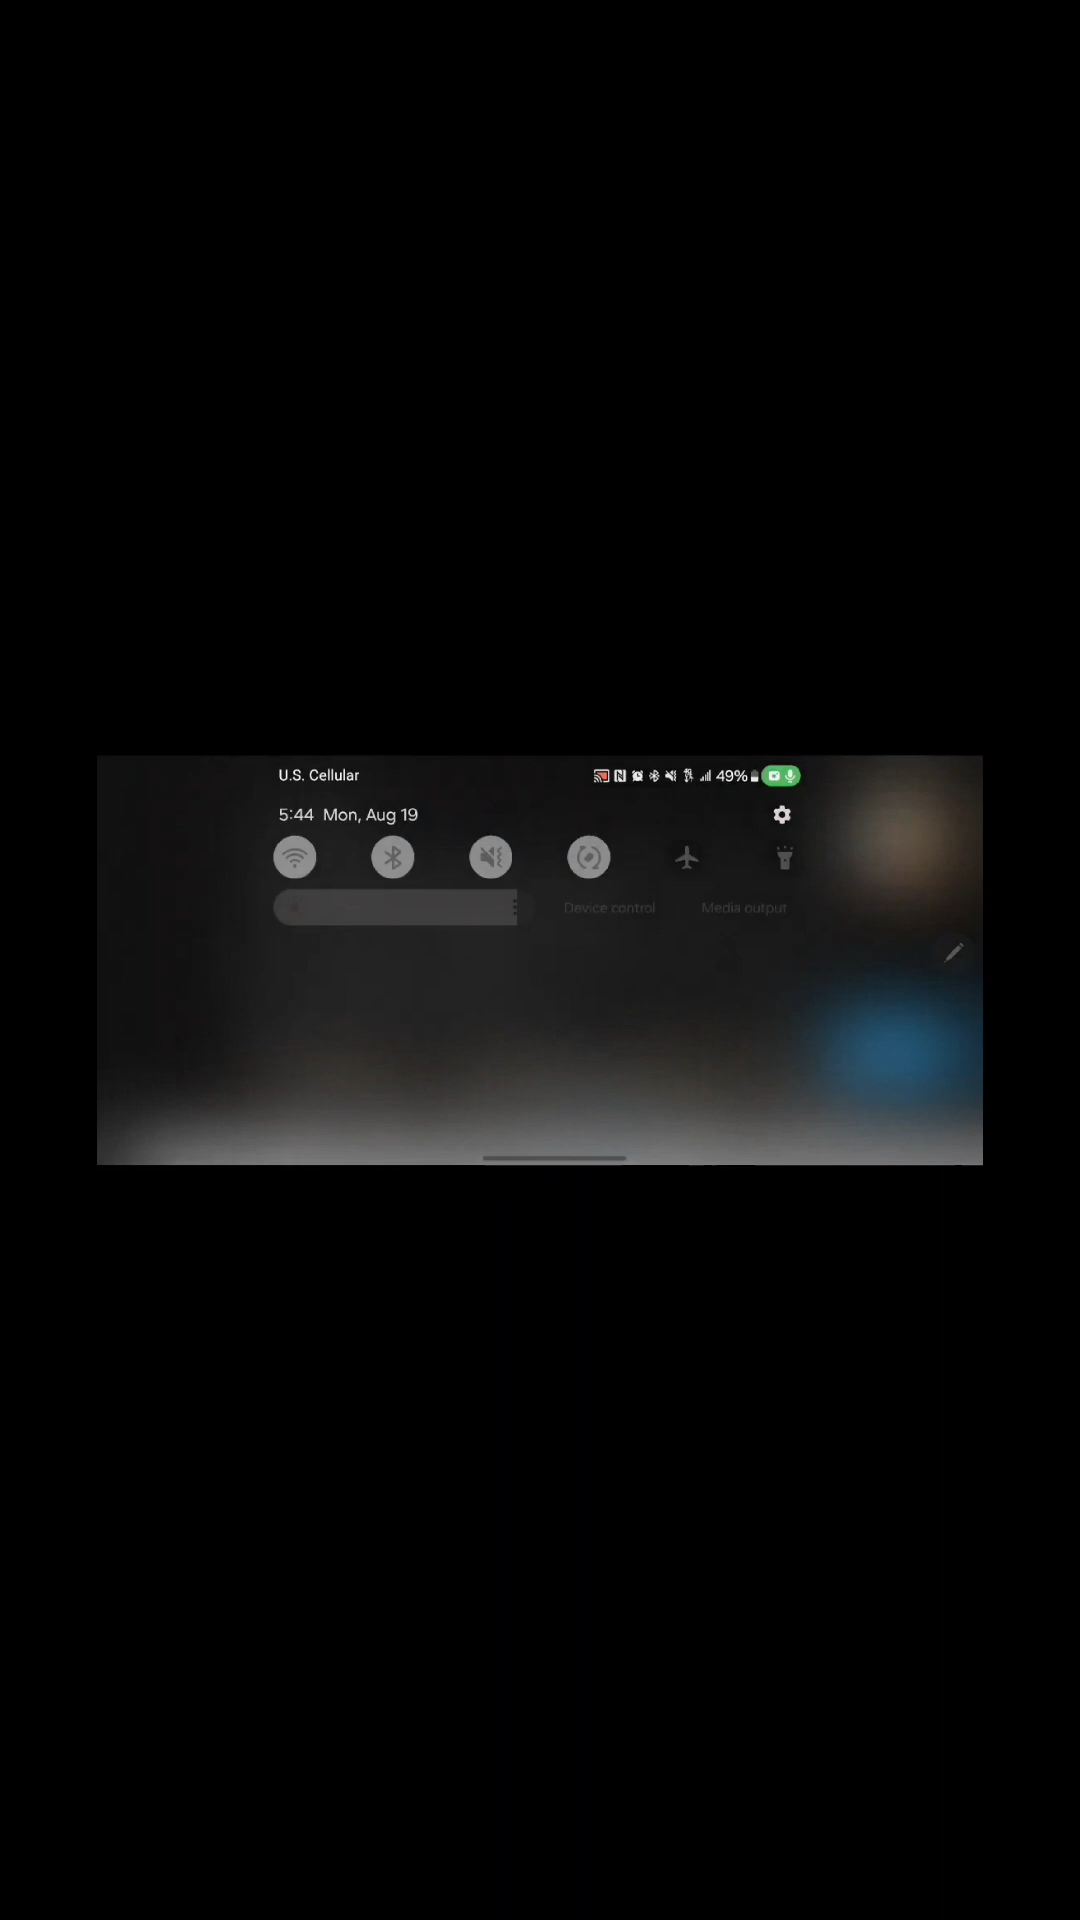 U.S. Cellular
49%
5:44 Mon, Aug 19
Device control
Media output